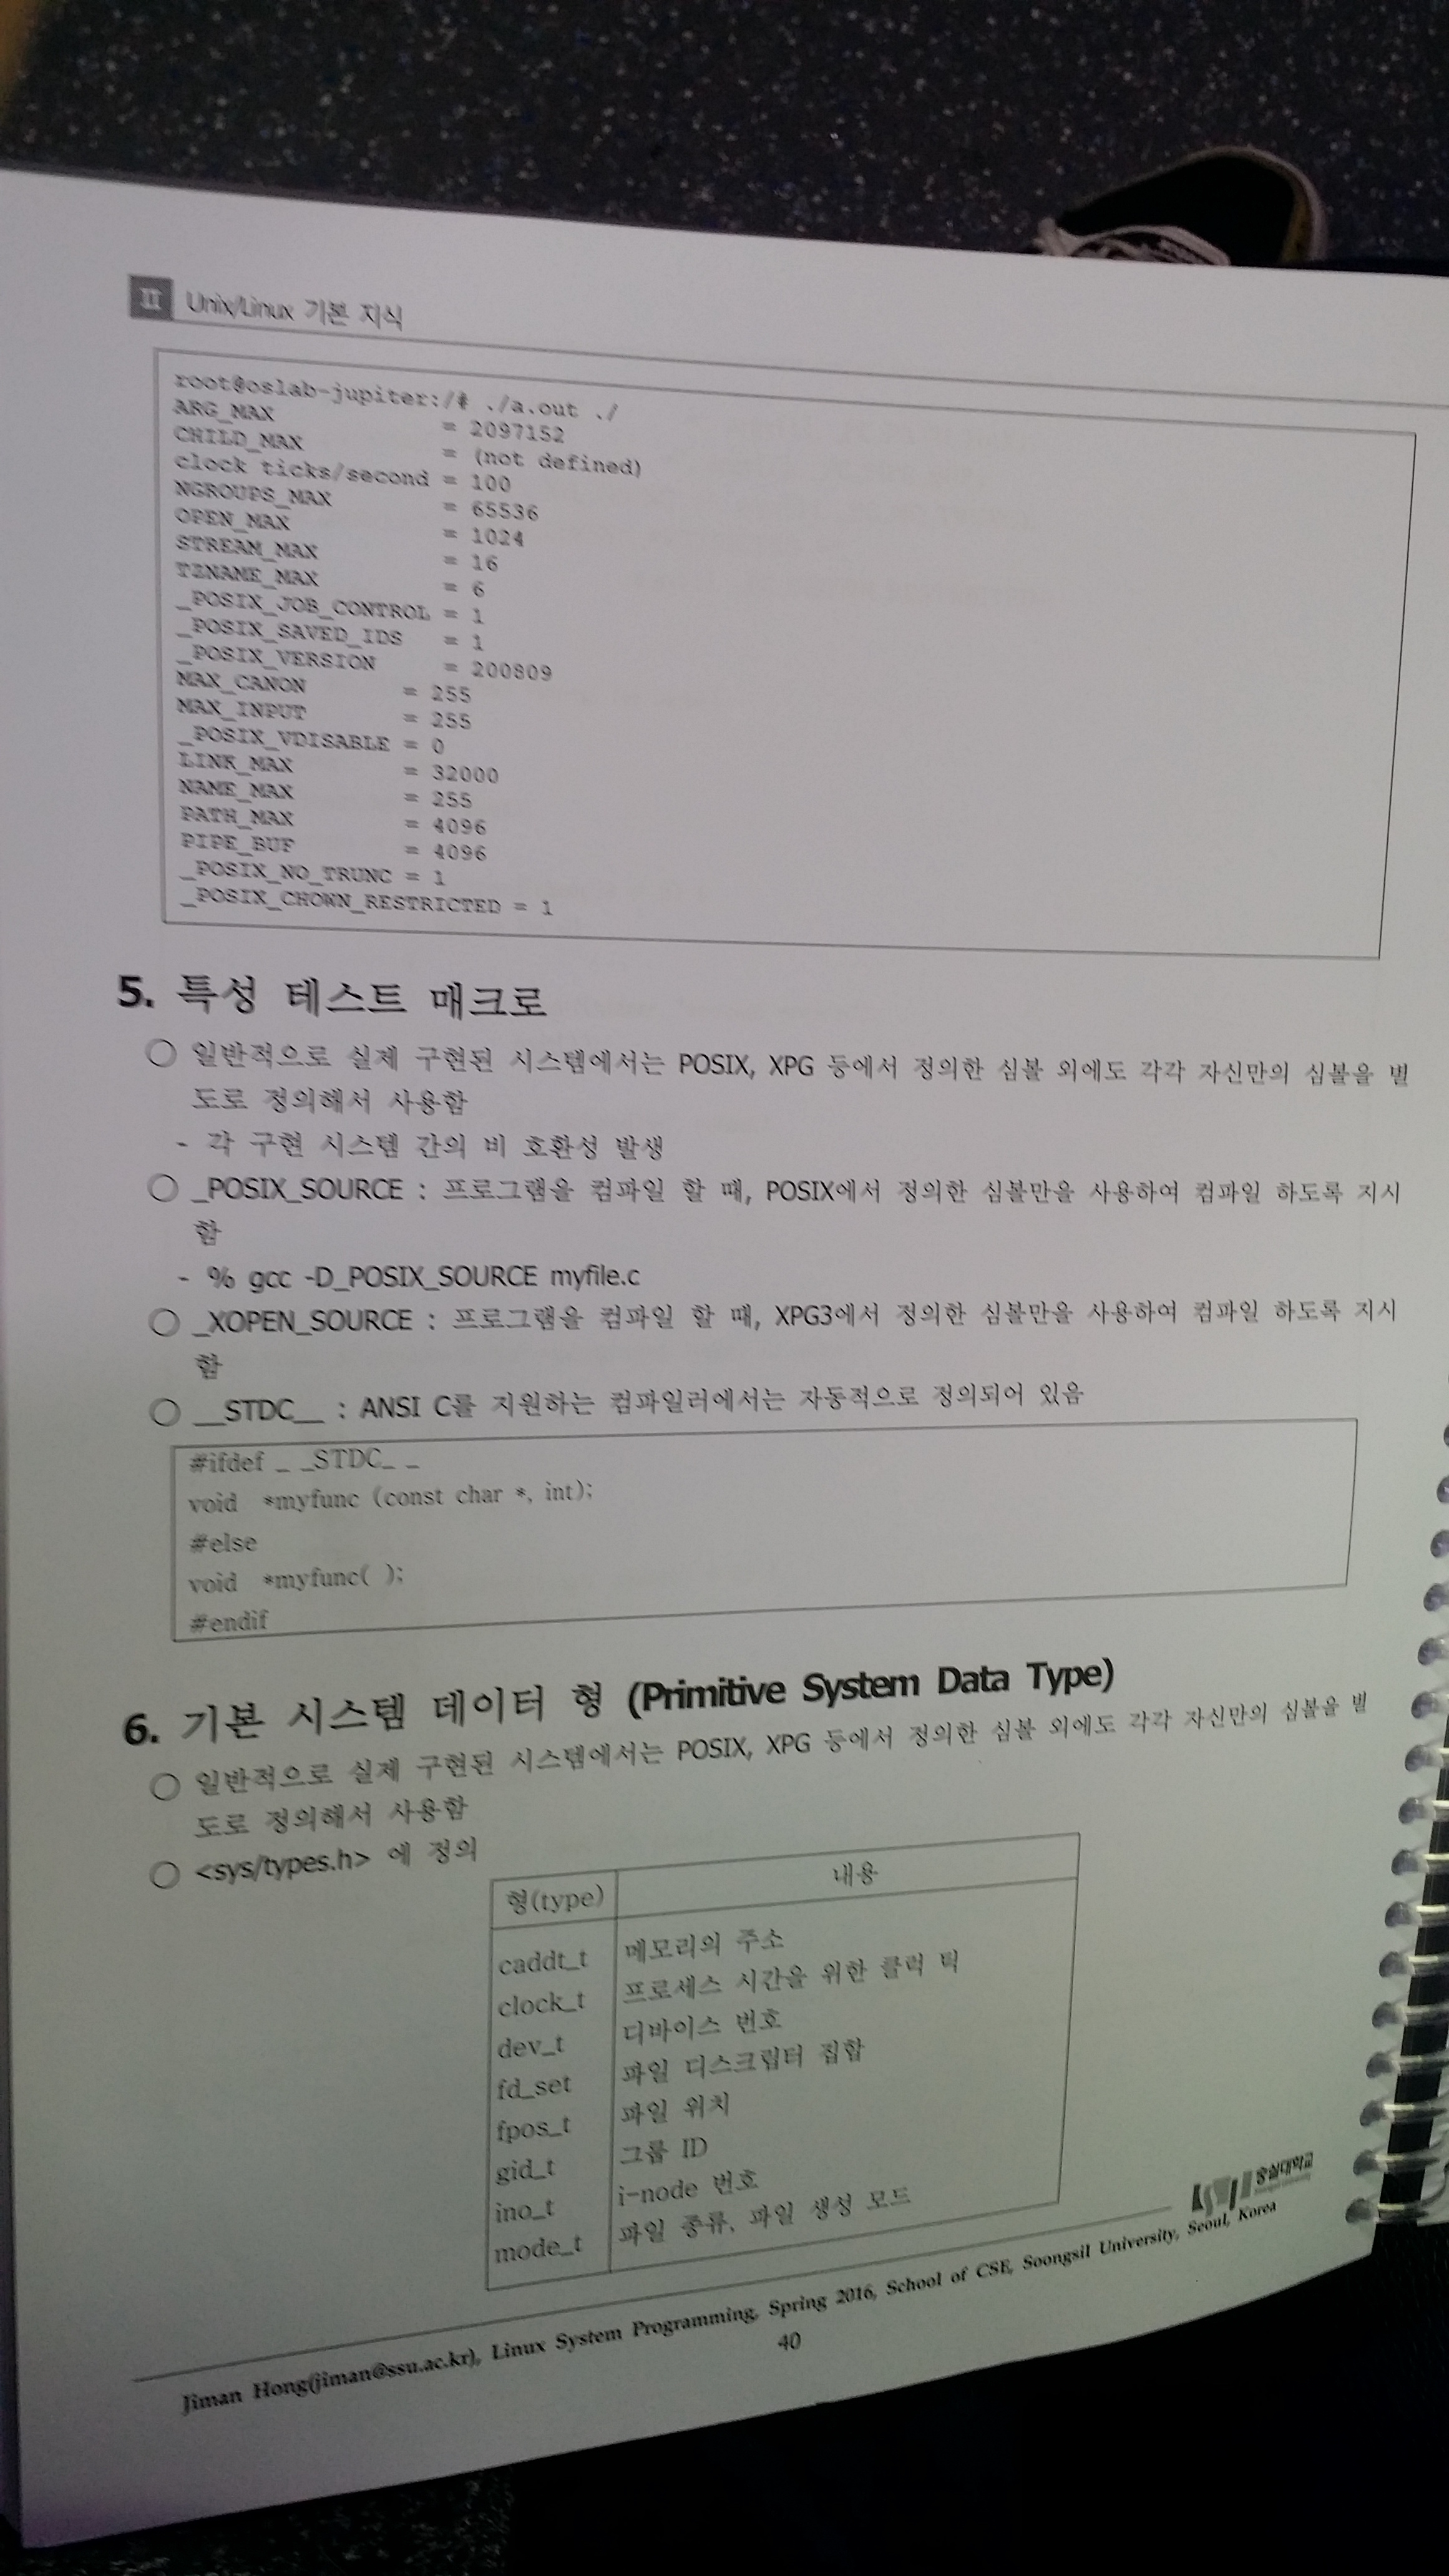 II Unix/Linux 기본 지식
root@oslab-jupiter:/# ./a.out ./
ARG_MAX = 2097152
CHILD_MAX = (not defined)
clock ticks/second = 100
NGROUPS_MAX = 65536
OPEN_MAX = 1024
STREAM_MAX = 16
TZNAME_MAX = 6
_POSIX_JOB_CONTROL = 1
_POSIX_SAVED_IDS = 1
_POSIX_VERSION = 200809
MAX_CANON = 255
MAX_INPUT = 255
_POSIX_VDISABLE = 0
LINK_MAX = 32000
NAME_MAX = 255
PATH_MAX = 4096
PIPE_BUF = 4096
_POSIX_NO_TRUNC = 1
_POSIX_CHOWN_RESTRICTED = 1
5. 특성 테스트 매크로
○ 일반적으로 실제 구현된 시스템에서는 POSIX, XPG 등에서 정의한 심볼 외에도 각각 자신만의 심볼을 별
도로 정의해서 사용함
- 각 구현 시스템 간의 비 호환성 발생
○ _POSIX_SOURCE : 프로그램을 컴파일 할 때, POSIX에서 정의한 심볼만을 사용하여 컴파일 하도록 지시
함
- % gcc -D_POSIX_SOURCE myfile.c
○ _XOPEN_SOURCE : 프로그램을 컴파일 할 때, XPG3에서 정의한 심볼만을 사용하여 컴파일 하도록 지시
함
○ __STDC__ : ANSI C를 지원하는 컴파일러에서는 자동적으로 정의되어 있음
#ifdef _ _STDC_ _
void *myfunc (const char *, int);
#else
void *myfunc( );
#endif
6. 기본 시스템 데이터 형 (Primitive System Data Type)
○ 일반적으로 실제 구현된 시스템에서는 POSIX, XPG 등에서 정의한 심볼 외에도 각각 자신만의 심볼을 별
도로 정의해서 사용함
○ <sys/types.h> 에 정의
형(type) 내용
caddt_t 메모리의 주소
clock_t 프로세스 시간을 위한 클럭 틱
dev_t 디바이스 번호
fd_set 파일 디스크립터 집합
fpos_t 파일 위치
gid_t 그룹 ID
ino_t i-node 번호
mode_t 파일 종류, 파일 생성 모드
숭실대학교
Jiman Hong(jiman@ssu.ac.kr), Linux System Programming, Spring 2016, School of CSE, Soongsil University, Seoul, Korea
40